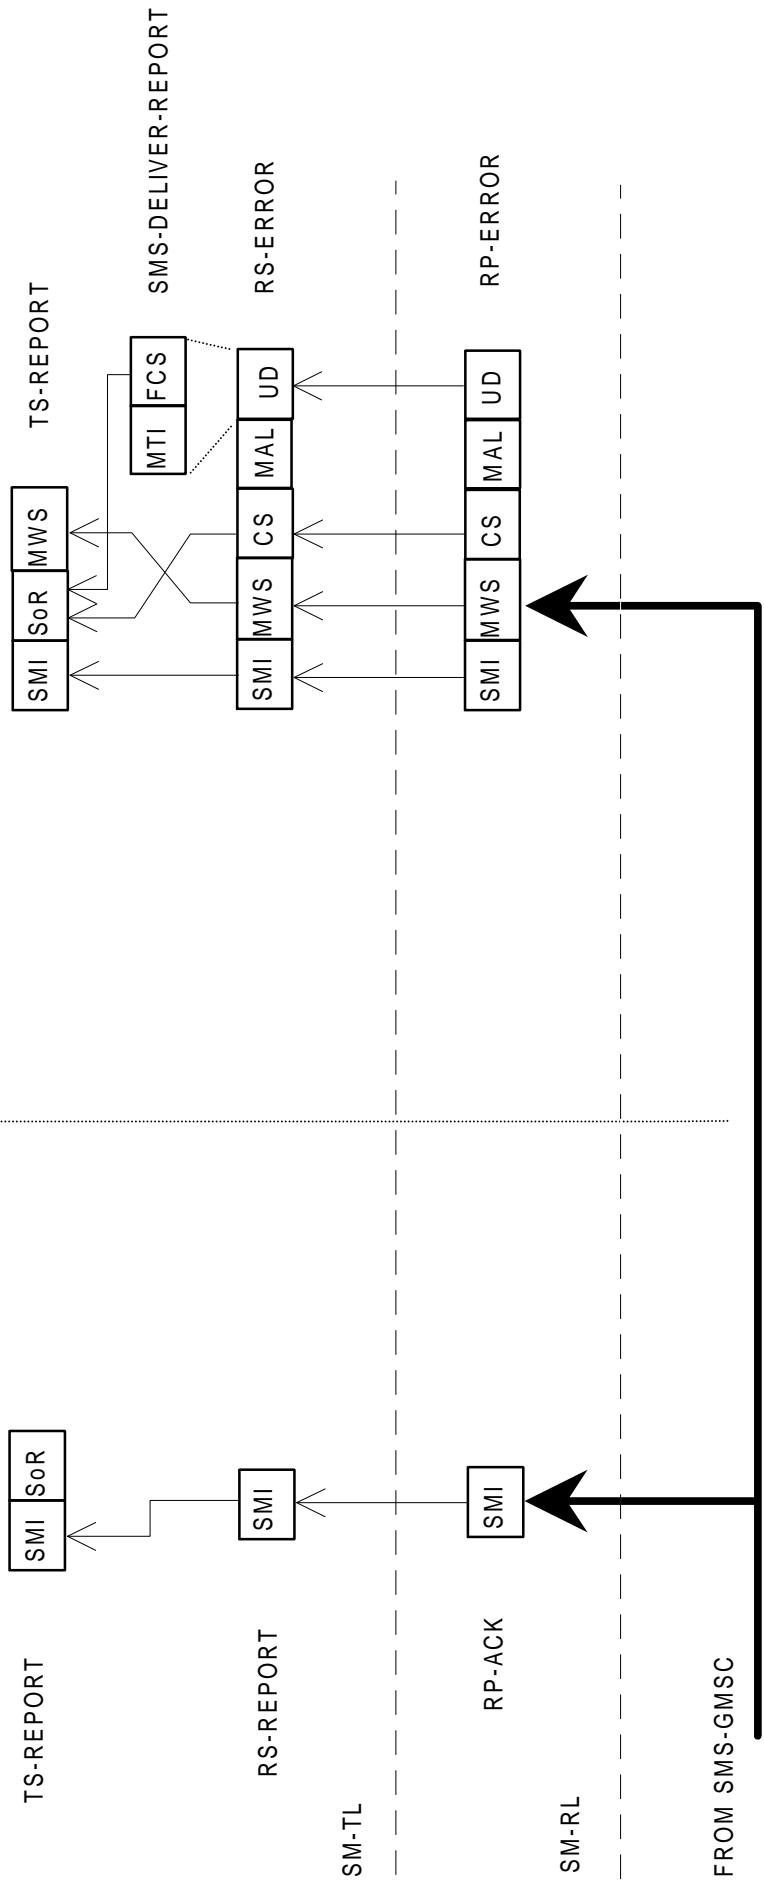 TS-REPORT SMI SoR SMI SoR MWS TS-REPORT
MTI FCS SMS-DELIVER-REPORT
RS-REPORT SMI SMI MWS CS MAL UD RS-ERROR
SM-TL
RP-ACK SMI SMI MWS CS MAL UD RP-ERROR
SM-RL
FROM SMS-GMSC